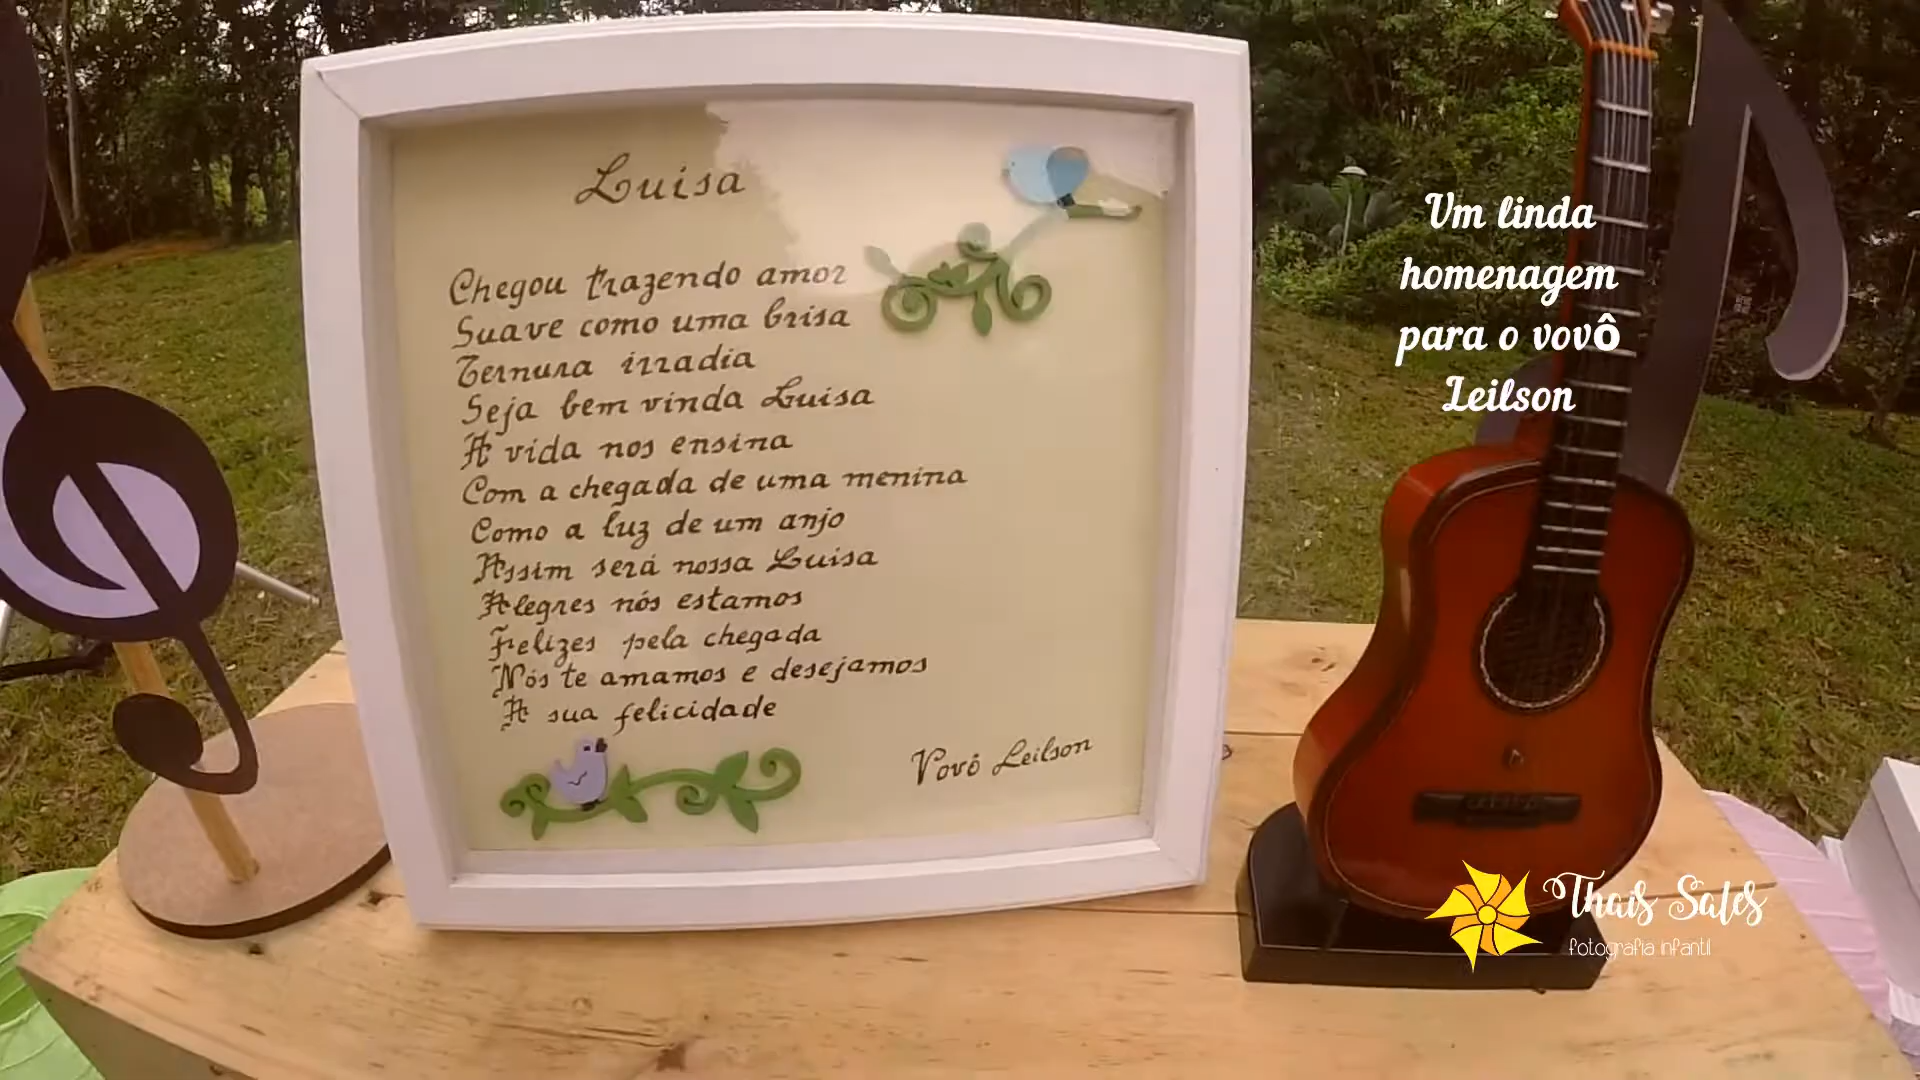 Luisa
Chegou trazendo amor
Suave como uma brisa
Ternura irradia
Seja bem vinda Luisa
A vida nos ensina
Com a chegada de uma menina
Como a luz de um anjo
Assim será nossa Luisa
Alegres nós estamos
Felizes pela chegada
Nós te amamos e desejamos
A sua felicidade
Vovô Leilson
Um linda
homenagem
para o vovô
Leilson
Thais Sales
fotografia infantil